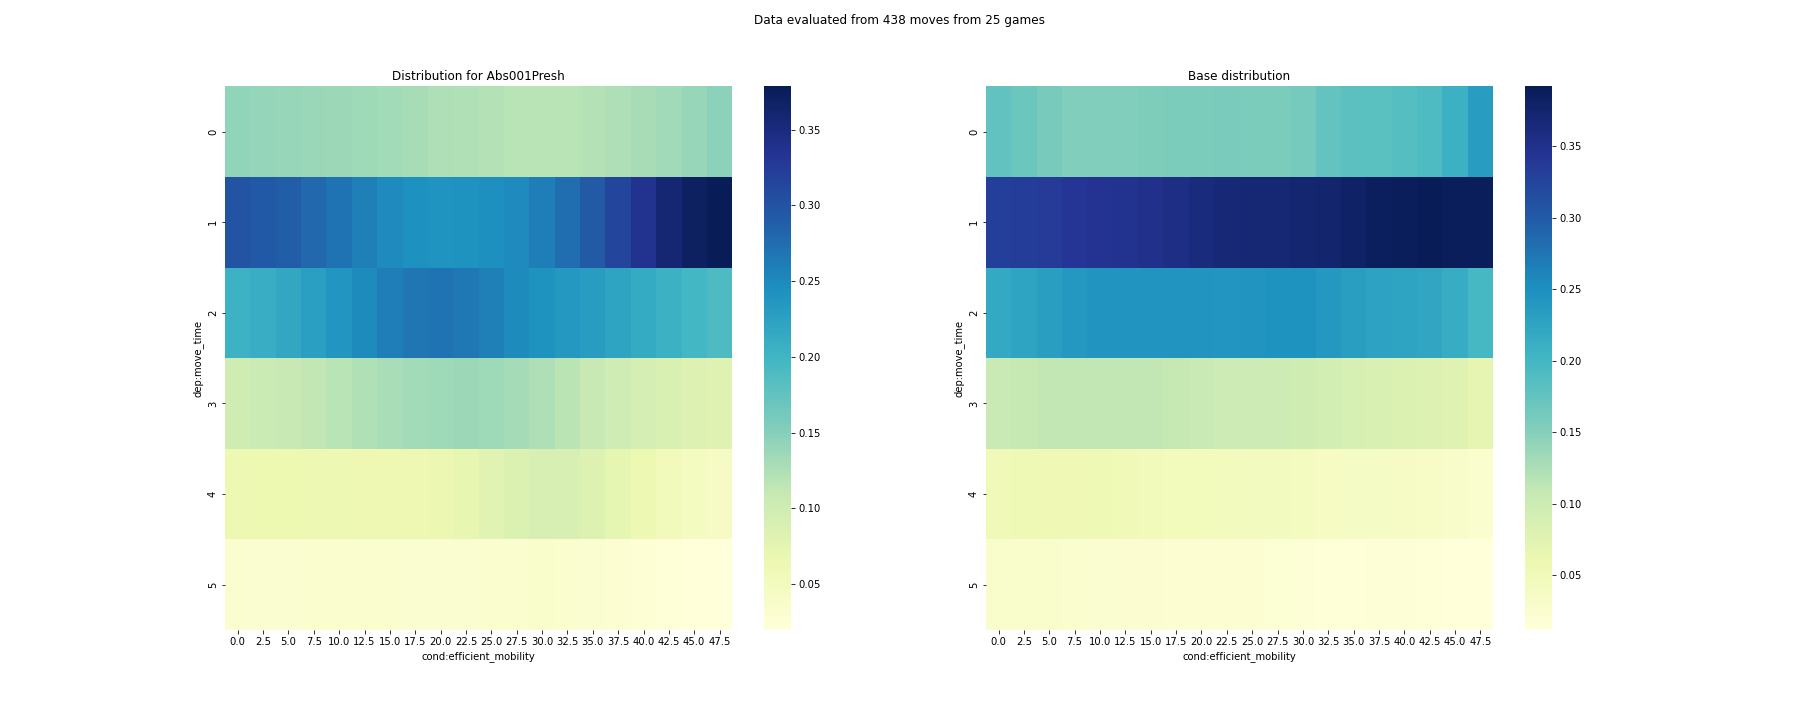 Data evaluated from 438 moves from 25 games
Distribution for Abs001Presh
0
1
2
3
4
5
dep:move_time
0.0 2.5 5.0 7.5 10.0 12.5 15.0 17.5 20.0 22.5 25.0 27.5 30.0 32.5 35.0 37.5 40.0 42.5 45.0 47.5
cond:efficient_mobility
0.35
0.30
0.25
0.20
0.15
0.10
0.05
Base distribution
0
1
2
3
4
5
dep:move_time
0.0 2.5 5.0 7.5 10.0 12.5 15.0 17.5 20.0 22.5 25.0 27.5 30.0 32.5 35.0 37.5 40.0 42.5 45.0 47.5
cond:efficient_mobility
0.35
0.30
0.25
0.20
0.15
0.10
0.05